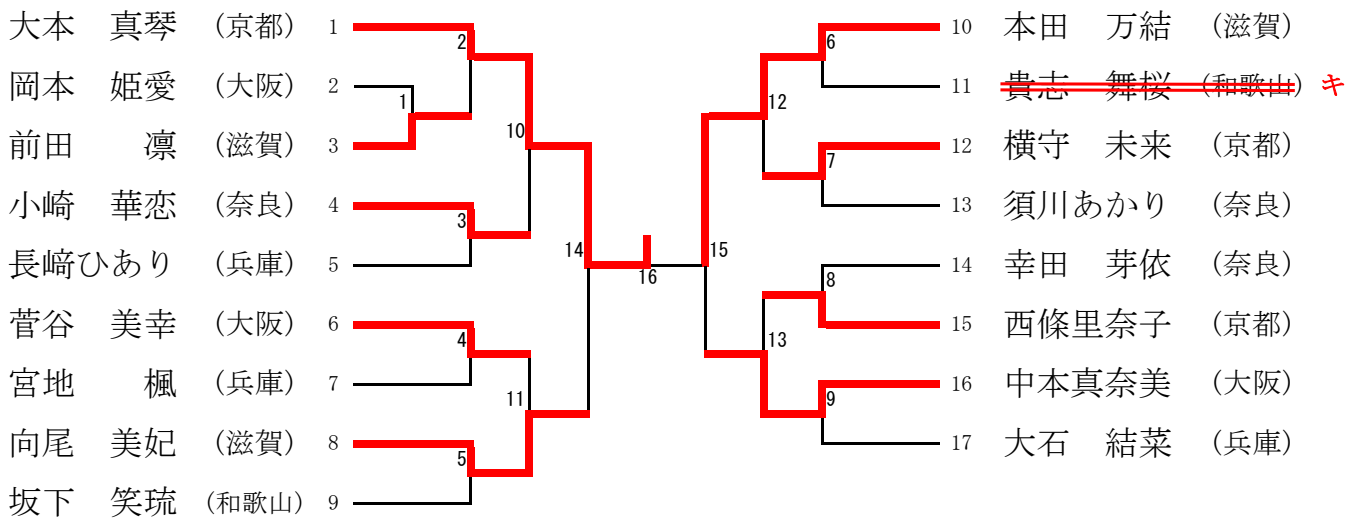 大本　真琴　（京都）　1
岡本　姫愛　（大阪）　2
前田　　凛　（滋賀）　3
小崎　華恋　（奈良）　4
長﨑ひあり　（兵庫）　5
菅谷　美幸　（大阪）　6
宮地　　楓　（兵庫）　7
向尾　美妃　（滋賀）　8
坂下　笑琉　（和歌山）　9
1
2
3
4
5
10
11
14
16
15
12
13
6
7
8
9
10　本田　万結　（滋賀）
11　貴志　舞桜　（和歌山）　キ
12　横守　未来　（京都）
13　須川あかり　（奈良）
14　幸田　芽依　（奈良）
15　西條里奈子　（京都）
16　中本真奈美　（大阪）
17　大石　結菜　（兵庫）